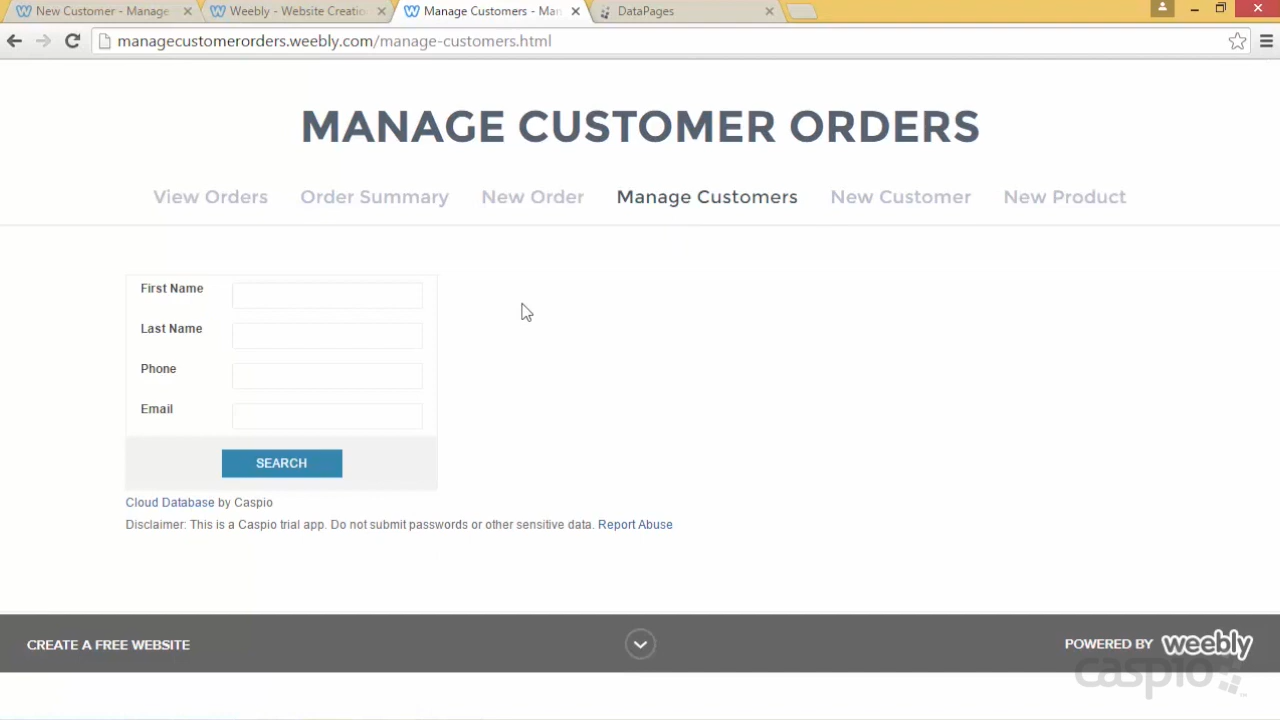 New Customer - Manage
Weebly - Website Creatio
Manage Customers - Man
DataPages
managecustomerorders.weebly.com/manage-customers.html
MANAGE CUSTOMER ORDERS
View Orders Order Summary New Order Manage Customers New Customer New Product
First Name
Last Name
Phone
Email
SEARCH
Cloud Database by Caspio
Disclaimer: This is a Caspio trial app. Do not submit passwords or other sensitive data. Report Abuse
CREATE A FREE WEBSITE
POWERED BY weebly
caspio